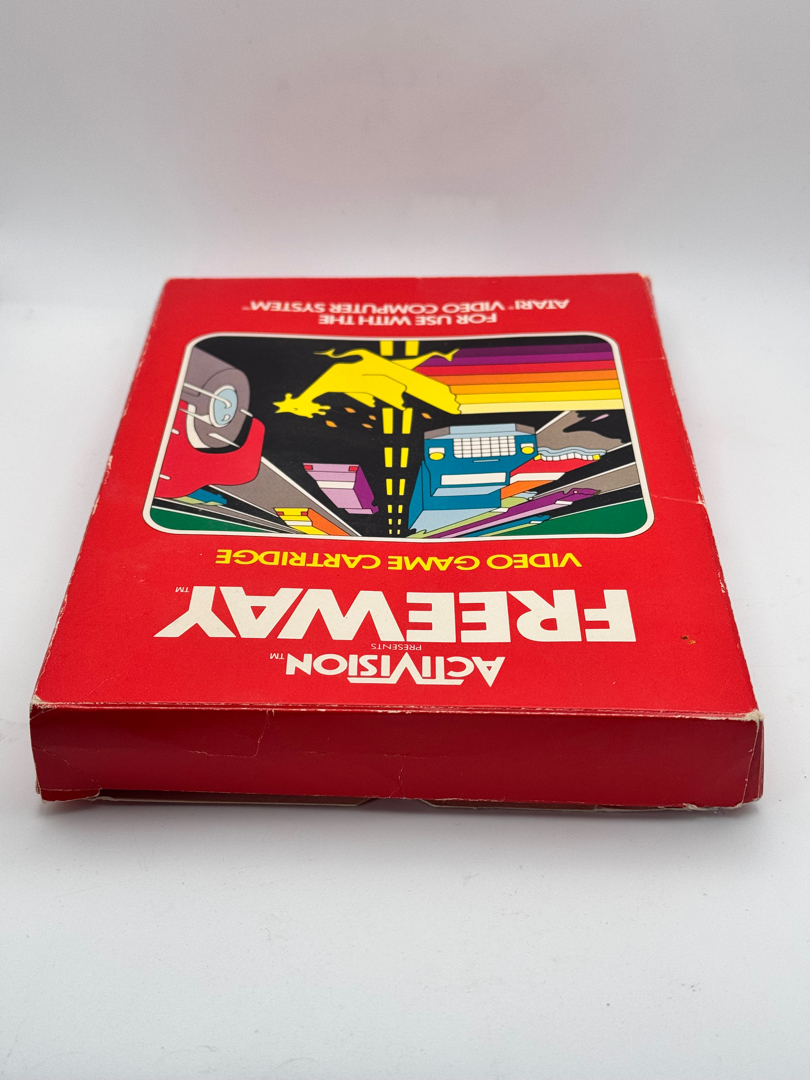 ACTIVISION™
PRESENTS
FREEWAY™
VIDEO GAME CARTRIDGE
FOR USE WITH THE
ATARI® VIDEO COMPUTER SYSTEM™